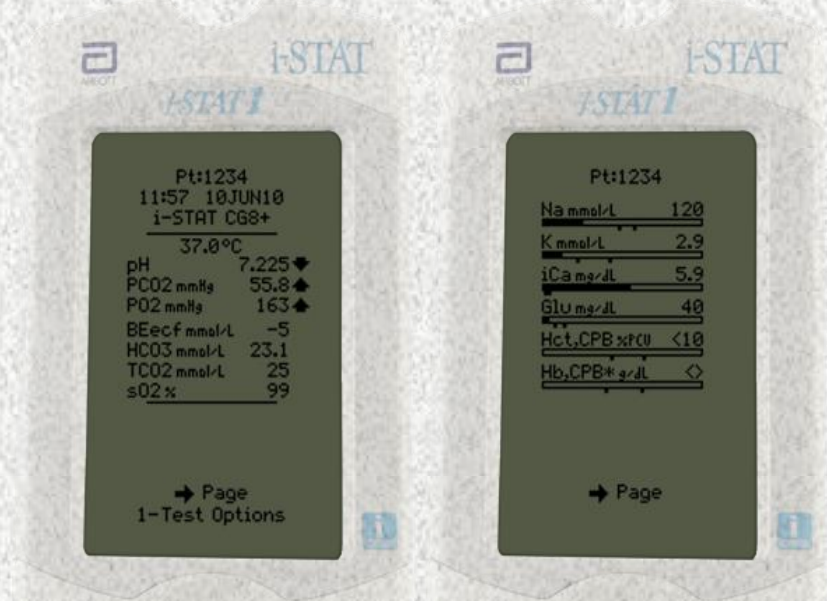 ABBOTT
i-STAT
i-STAT 1
Pt:1234
11:57 10JUN10
i-STAT CG8+
37.0°C
pH 7.225🡇
PCO2 mmHg 55.8🡅
PO2 mmHg 163🡅
BEecf mmol/L -5
HCO3 mmol/L 23.1
TCO2 mmol/L 25
sO2 % 99
➔ Page
1-Test Options
i
ABBOTT
i-STAT
i-STAT 1
Pt:1234
Na mmol/L 120
K mmol/L 2.9
iCa mg/dL 5.9
Glu mg/dL 40
Hct,CPB %PCV <10
Hb,CPB* g/dL <>
➔ Page
i